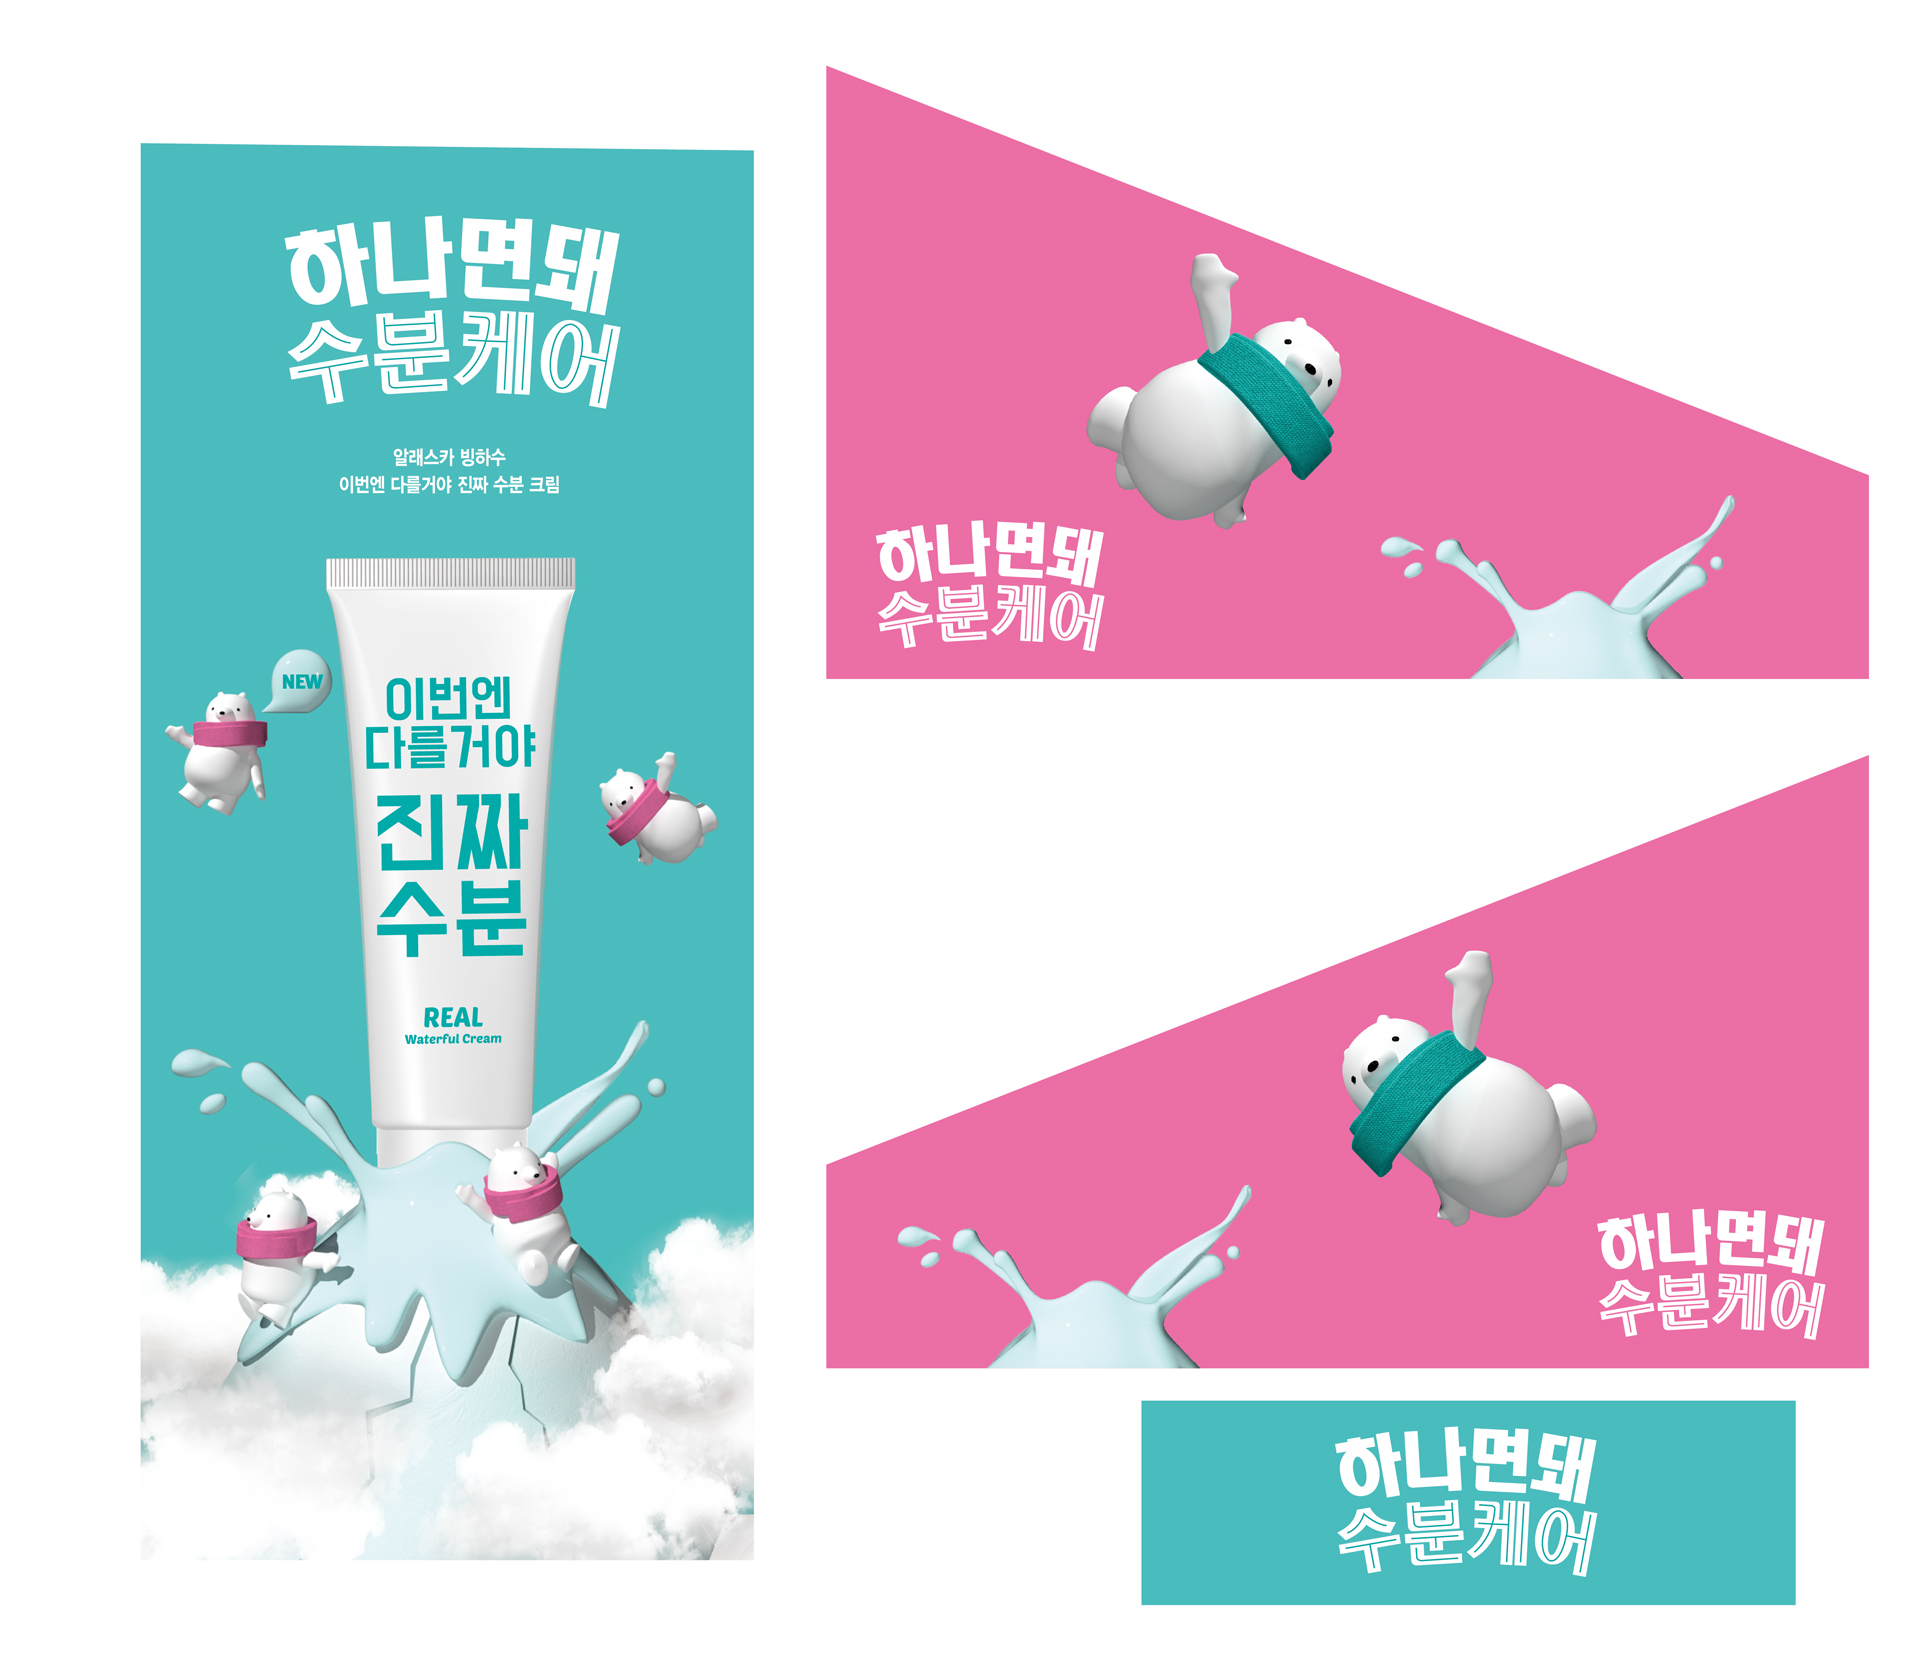 하나면돼
수분케어
알래스카 빙하수
이번엔 다를거야 진짜 수분 크림
NEW
이번엔
다를거야
진짜
수분
REAL
Waterful Cream
하나면돼
수분케어
하나면돼
수분케어
하나면돼
수분케어